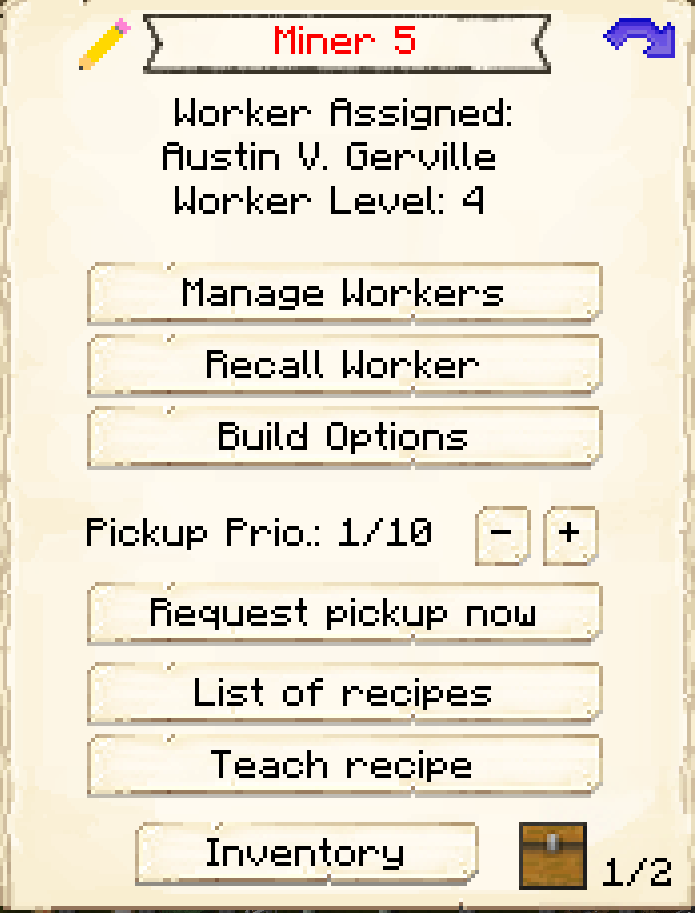 Miner 5
Worker Assigned:
Austin V. Gerville
Worker Level: 4
Manage Workers
Recall Worker
Build Options
Pickup Prio.: 1/10 - +
Request pickup now
List of recipes
Teach recipe
Inventory
1/2